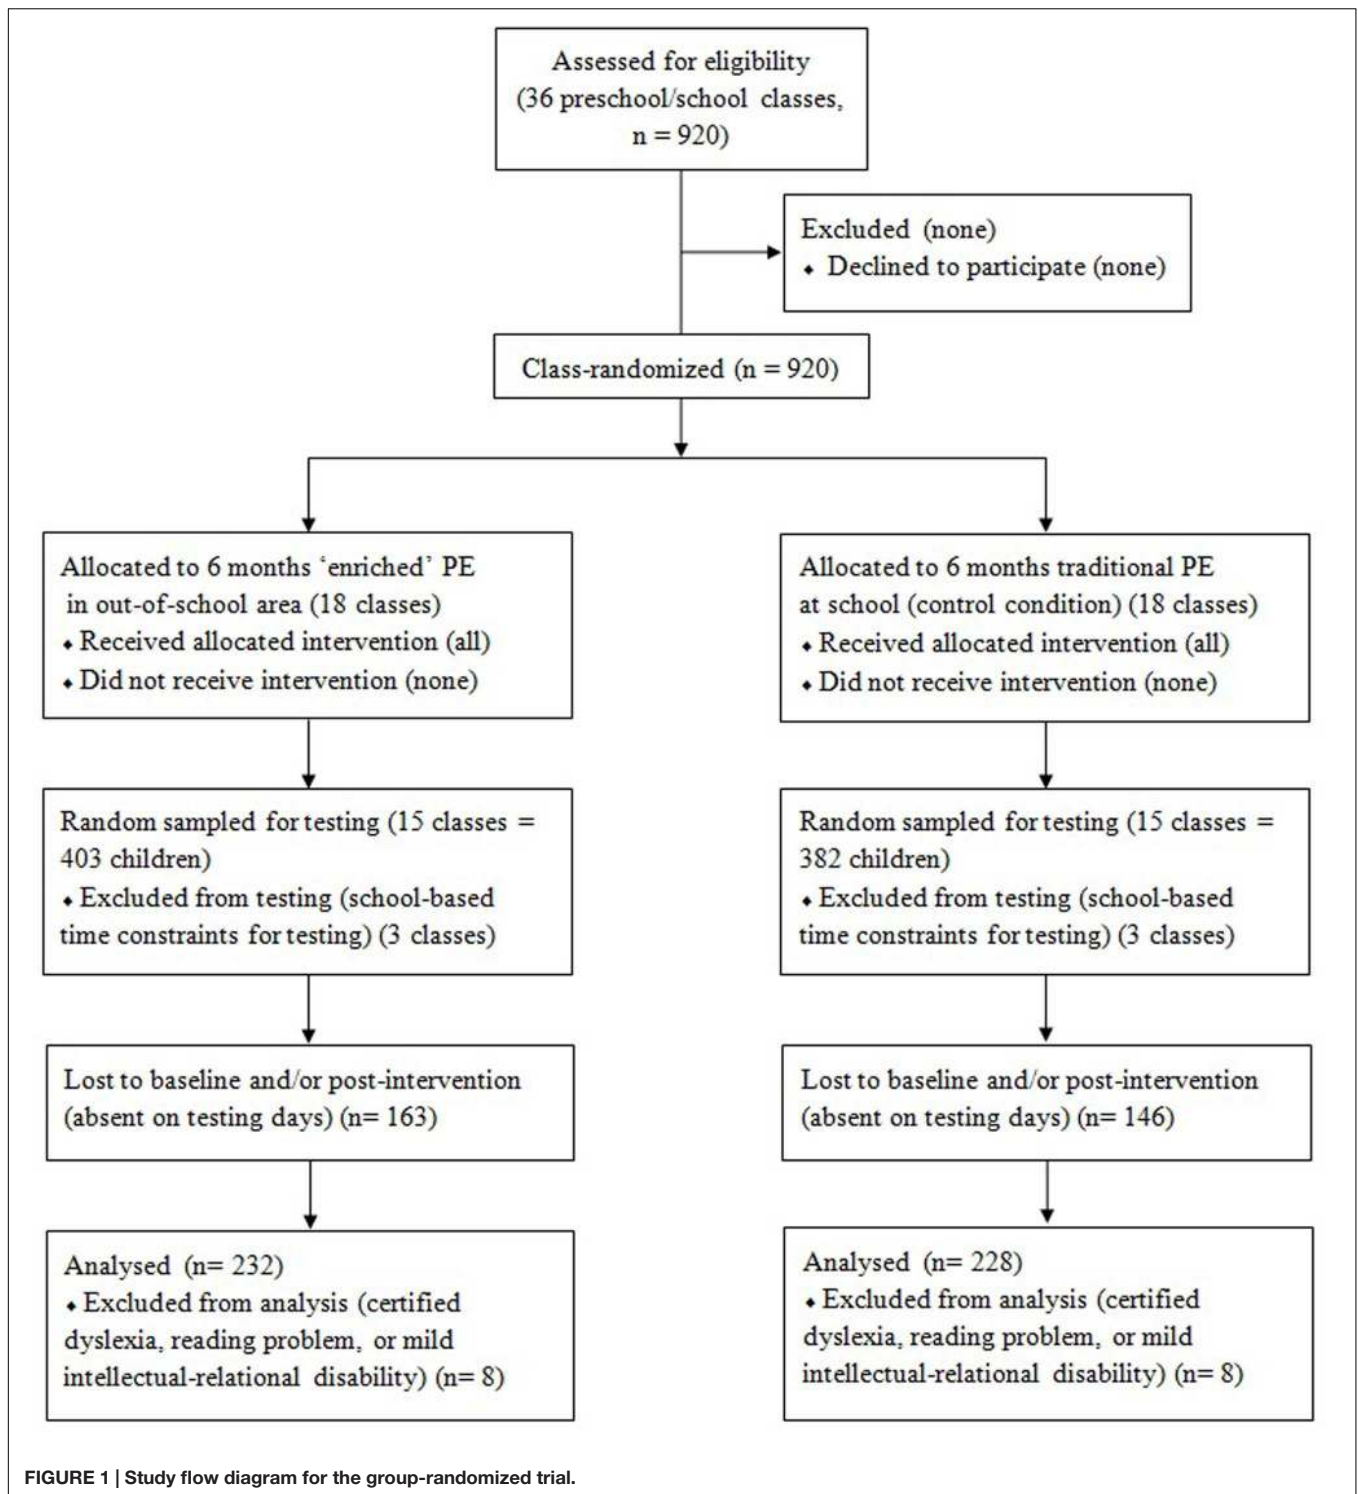 Assessed for eligibility
(36 preschool/school classes,
n = 920)
Excluded (none)
⬥ Declined to participate (none)
Class-randomized (n = 920)
Allocated to 6 months ‘enriched’ PE
in out-of-school area (18 classes)
⬥ Received allocated intervention (all)
⬥ Did not receive intervention (none)
Allocated to 6 months traditional PE
at school (control condition) (18 classes)
⬥ Received allocated intervention (all)
⬥ Did not receive intervention (none)
Random sampled for testing (15 classes =
403 children)
⬥ Excluded from testing (school-based
time constraints for testing) (3 classes)
Random sampled for testing (15 classes =
382 children)
⬥ Excluded from testing (school-based
time constraints for testing) (3 classes)
Lost to baseline and/or post-intervention
(absent on testing days) (n= 163)
Lost to baseline and/or post-intervention
(absent on testing days) (n= 146)
Analysed (n= 232)
⬥ Excluded from analysis (certified
dyslexia, reading problem, or mild
intellectual-relational disability) (n= 8)
Analysed (n= 228)
⬥ Excluded from analysis (certified
dyslexia, reading problem, or mild
intellectual-relational disability) (n= 8)
FIGURE 1 | Study flow diagram for the group-randomized trial.